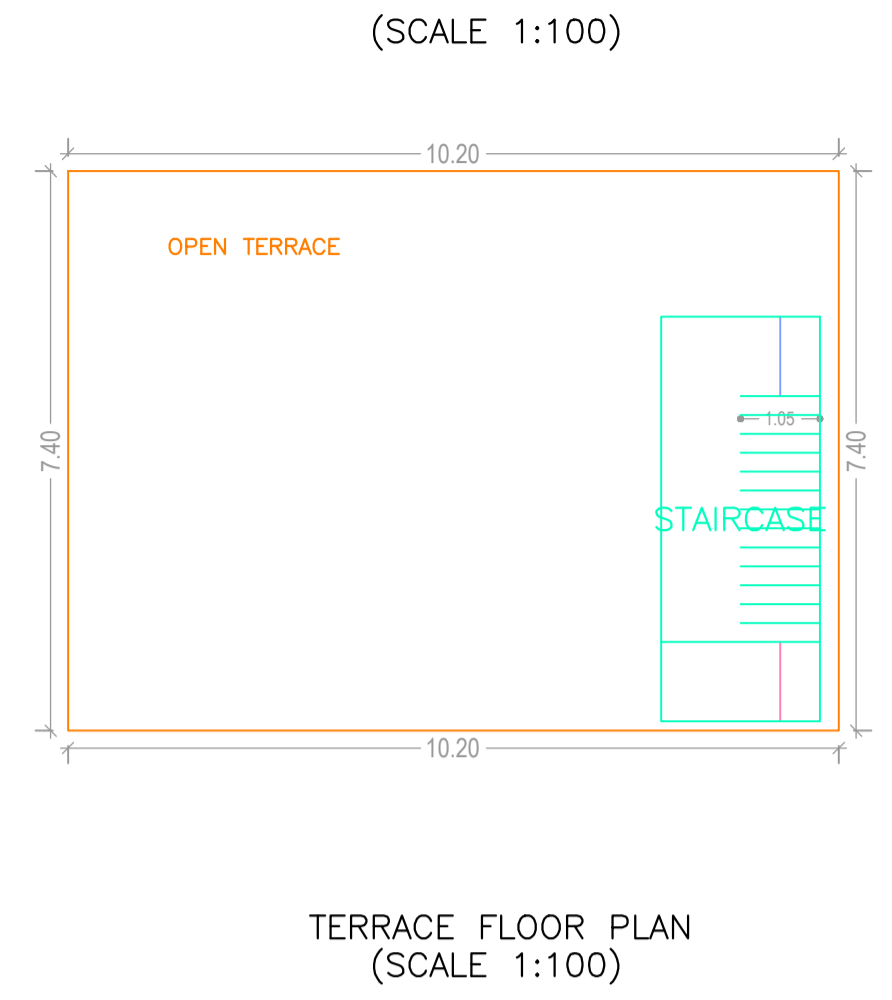 (SCALE 1:100)
10.20
OPEN TERRACE
1.05
7.40
7.40
STAIRCASE
10.20
TERRACE FLOOR PLAN
(SCALE 1:100)